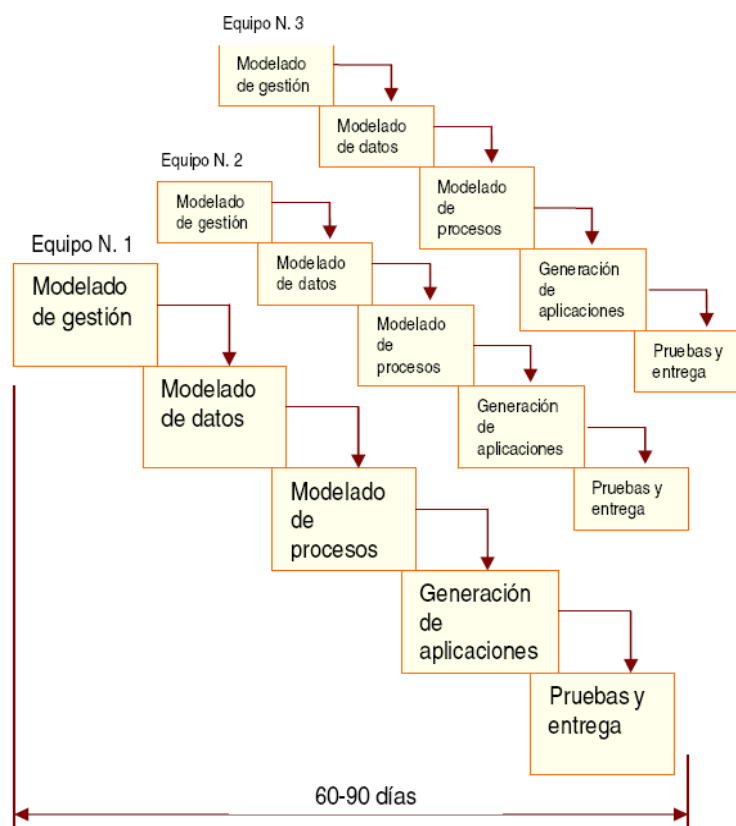 Equipo N. 3
Modelado
de gestión
Modelado
de datos
Modelado
de
procesos
Generación
de
aplicaciones
Pruebas y
entrega
Equipo N. 2
Modelado
de gestión
Modelado
de datos
Modelado
de
procesos
Generación
de
aplicaciones
Pruebas y
entrega
Equipo N. 1
Modelado
de gestión
Modelado
de datos
Modelado
de
procesos
Generación
de
aplicaciones
Pruebas y
entrega
60-90 días